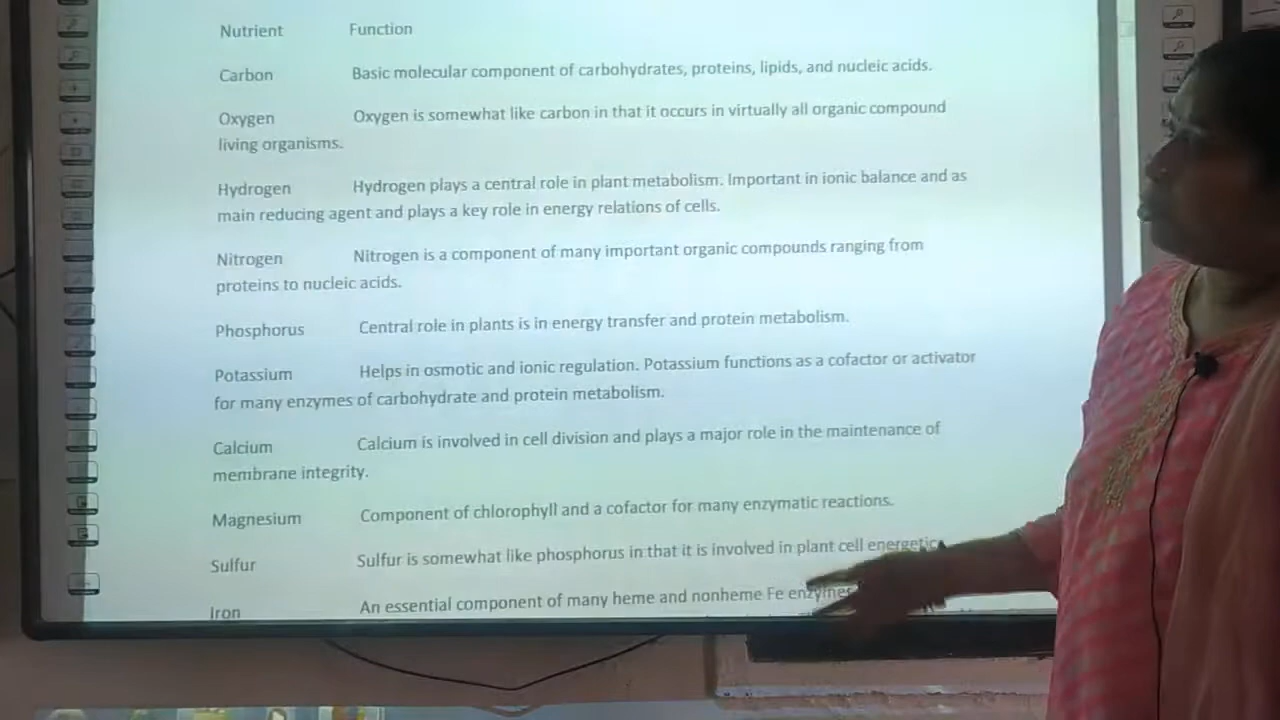 Nutrient Function
Carbon Basic molecular component of carbohydrates, proteins, lipids, and nucleic acids.
Oxygen Oxygen is somewhat like carbon in that it occurs in virtually all organic compound
living organisms.
Hydrogen Hydrogen plays a central role in plant metabolism. Important in ionic balance and as
main reducing agent and plays a key role in energy relations of cells.
Nitrogen Nitrogen is a component of many important organic compounds ranging from
proteins to nucleic acids.
Phosphorus Central role in plants is in energy transfer and protein metabolism.
Potassium Helps in osmotic and ionic regulation. Potassium functions as a cofactor or activator
for many enzymes of carbohydrate and protein metabolism.
Calcium Calcium is involved in cell division and plays a major role in the maintenance of
membrane integrity.
Magnesium Component of chlorophyll and a cofactor for many enzymatic reactions.
Sulfur Sulfur is somewhat like phosphorus in that it is involved in plant cell energetic
Iron An essential component of many heme and nonheme Fe enzymes